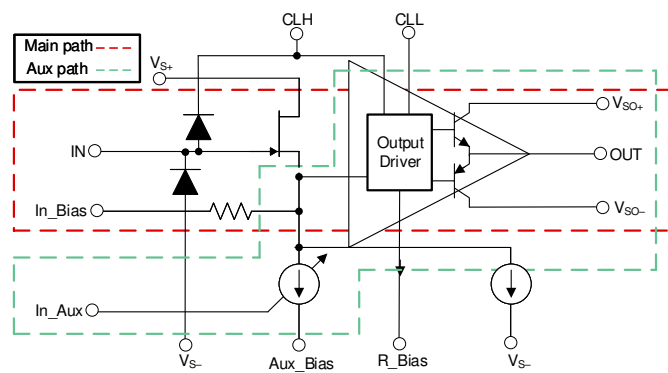 CLH
CLL
Main path
Aux path
VS+
VSO+
IN
Output
Driver
OUT
In_Bias
VSO–
In_Aux
VS–
Aux_Bias
R_Bias
VS–